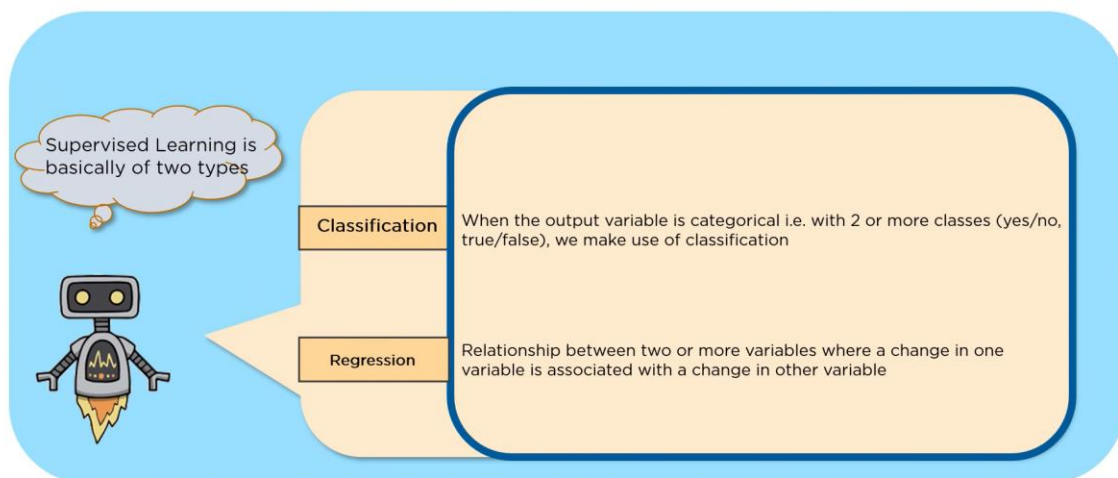 Supervised Learning is
basically of two types
Classification
When the output variable is categorical i.e. with 2 or more classes (yes/no,
true/false), we make use of classification
Regression
Relationship between two or more variables where a change in one
variable is associated with a change in other variable